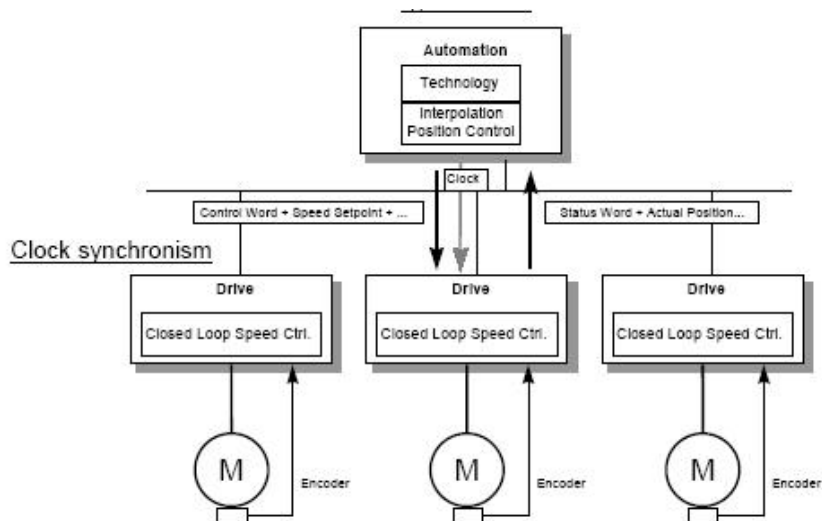 Automation
Technology
Interpolation
Position Control
Clock
Control Word + Speed Setpoint + ...
Status Word + Actual Position...
Clock synchronism
Drive
Drive
Drive
Closed Loop Speed Ctrl.
Closed Loop Speed Ctrl.
Closed Loop Speed Ctrl.
M
M
M
Encoder
Encoder
Encoder